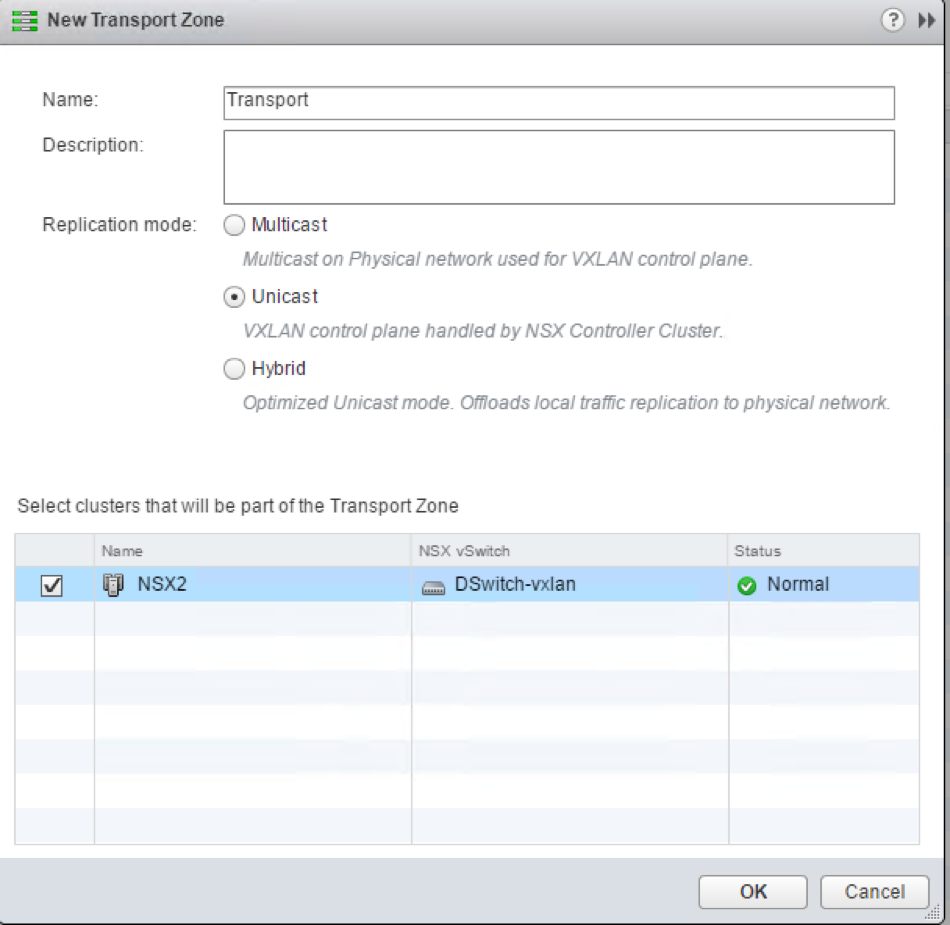 New Transport Zone
?
Name: Transport
Description:
Replication mode: Multicast
Multicast on Physical network used for VXLAN control plane.
Unicast
VXLAN control plane handled by NSX Controller Cluster.
Hybrid
Optimized Unicast mode. Offloads local traffic replication to physical network.
Select clusters that will be part of the Transport Zone
Name NSX vSwitch Status
NSX2 DSwitch-vxlan Normal
OK Cancel